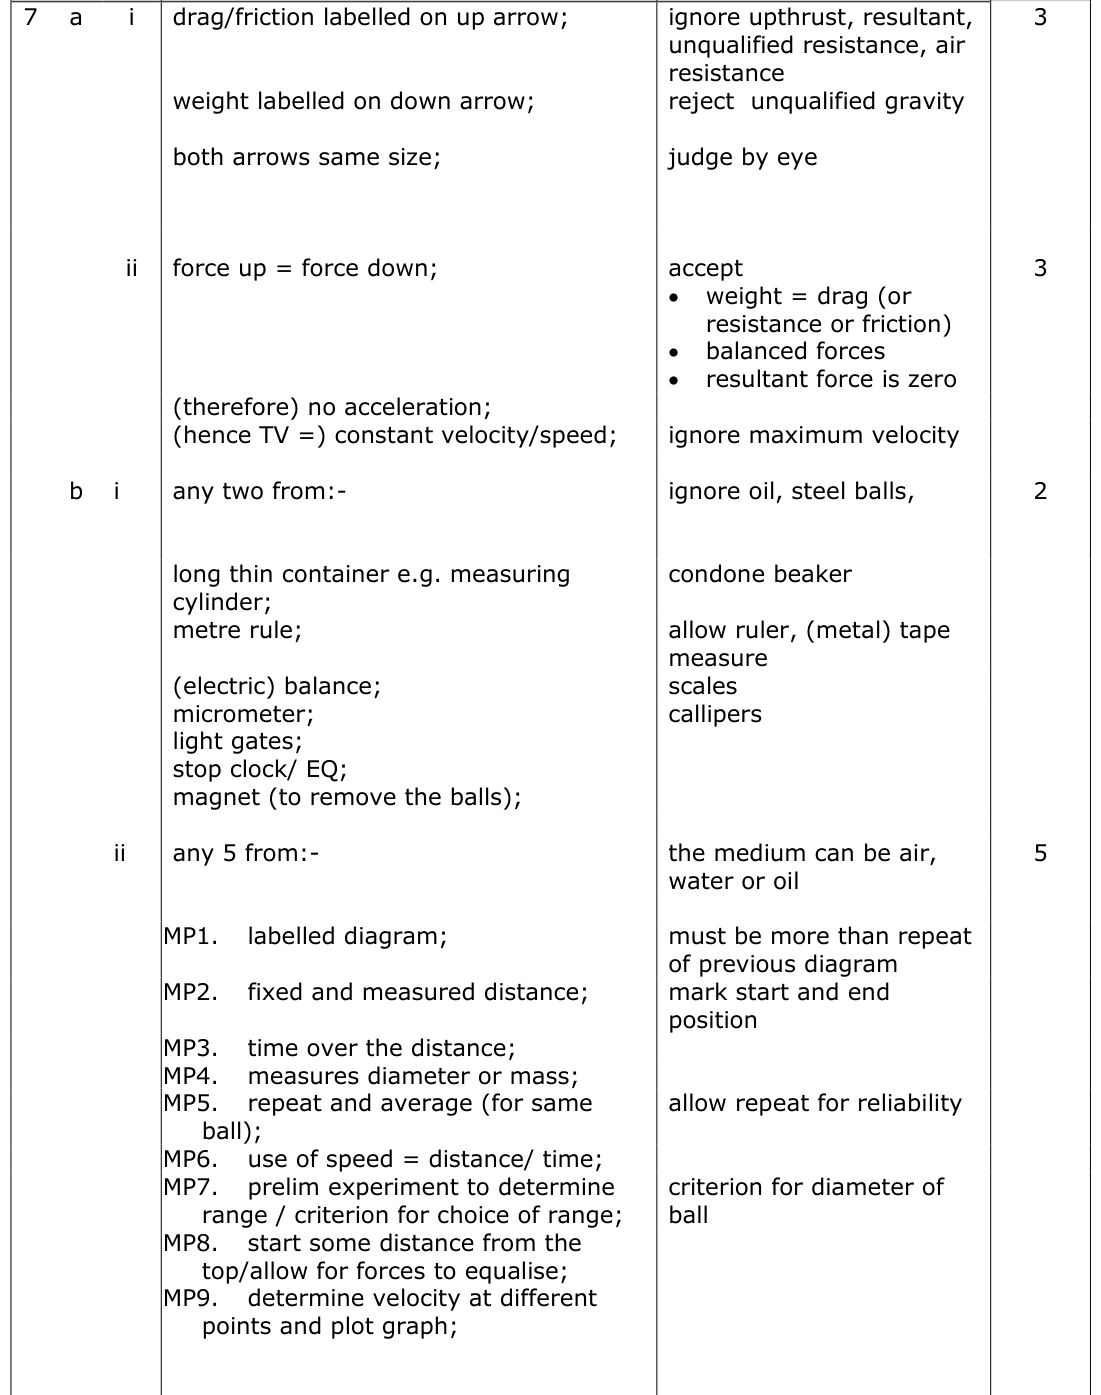 7 a i drag/friction labelled on up arrow; ignore upthrust, resultant, 3
unqualified resistance, air
resistance
weight labelled on down arrow; reject unqualified gravity
both arrows same size; judge by eye
ii force up = force down; accept 3
• weight = drag (or
resistance or friction)
• balanced forces
• resultant force is zero
(therefore) no acceleration;
(hence TV =) constant velocity/speed; ignore maximum velocity
b i any two from:- ignore oil, steel balls, 2
long thin container e.g. measuring condone beaker
cylinder;
metre rule; allow ruler, (metal) tape
measure
(electric) balance; scales
micrometer; callipers
light gates;
stop clock/ EQ;
magnet (to remove the balls);
ii any 5 from:- the medium can be air, 5
water or oil
MP1. labelled diagram; must be more than repeat
of previous diagram
MP2. fixed and measured distance; mark start and end
position
MP3. time over the distance;
MP4. measures diameter or mass;
MP5. repeat and average (for same allow repeat for reliability
ball);
MP6. use of speed = distance/ time;
MP7. prelim experiment to determine criterion for diameter of
range / criterion for choice of range; ball
MP8. start some distance from the
top/allow for forces to equalise;
MP9. determine velocity at different
points and plot graph;